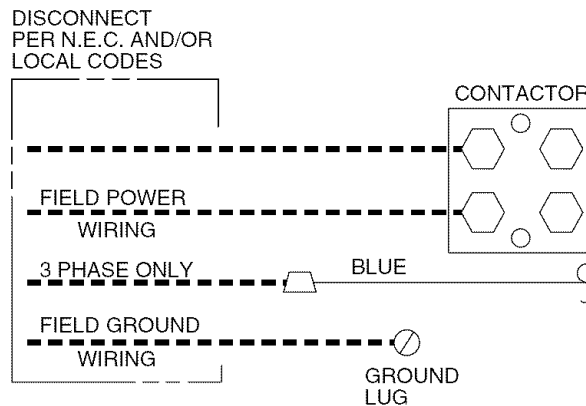 DISCONNECT
PER N.E.C. AND/OR
LOCAL CODES
CONTACTOR
FIELD POWER
WIRING
3 PHASE ONLY
BLUE
FIELD GROUND
WIRING
GROUND
LUG